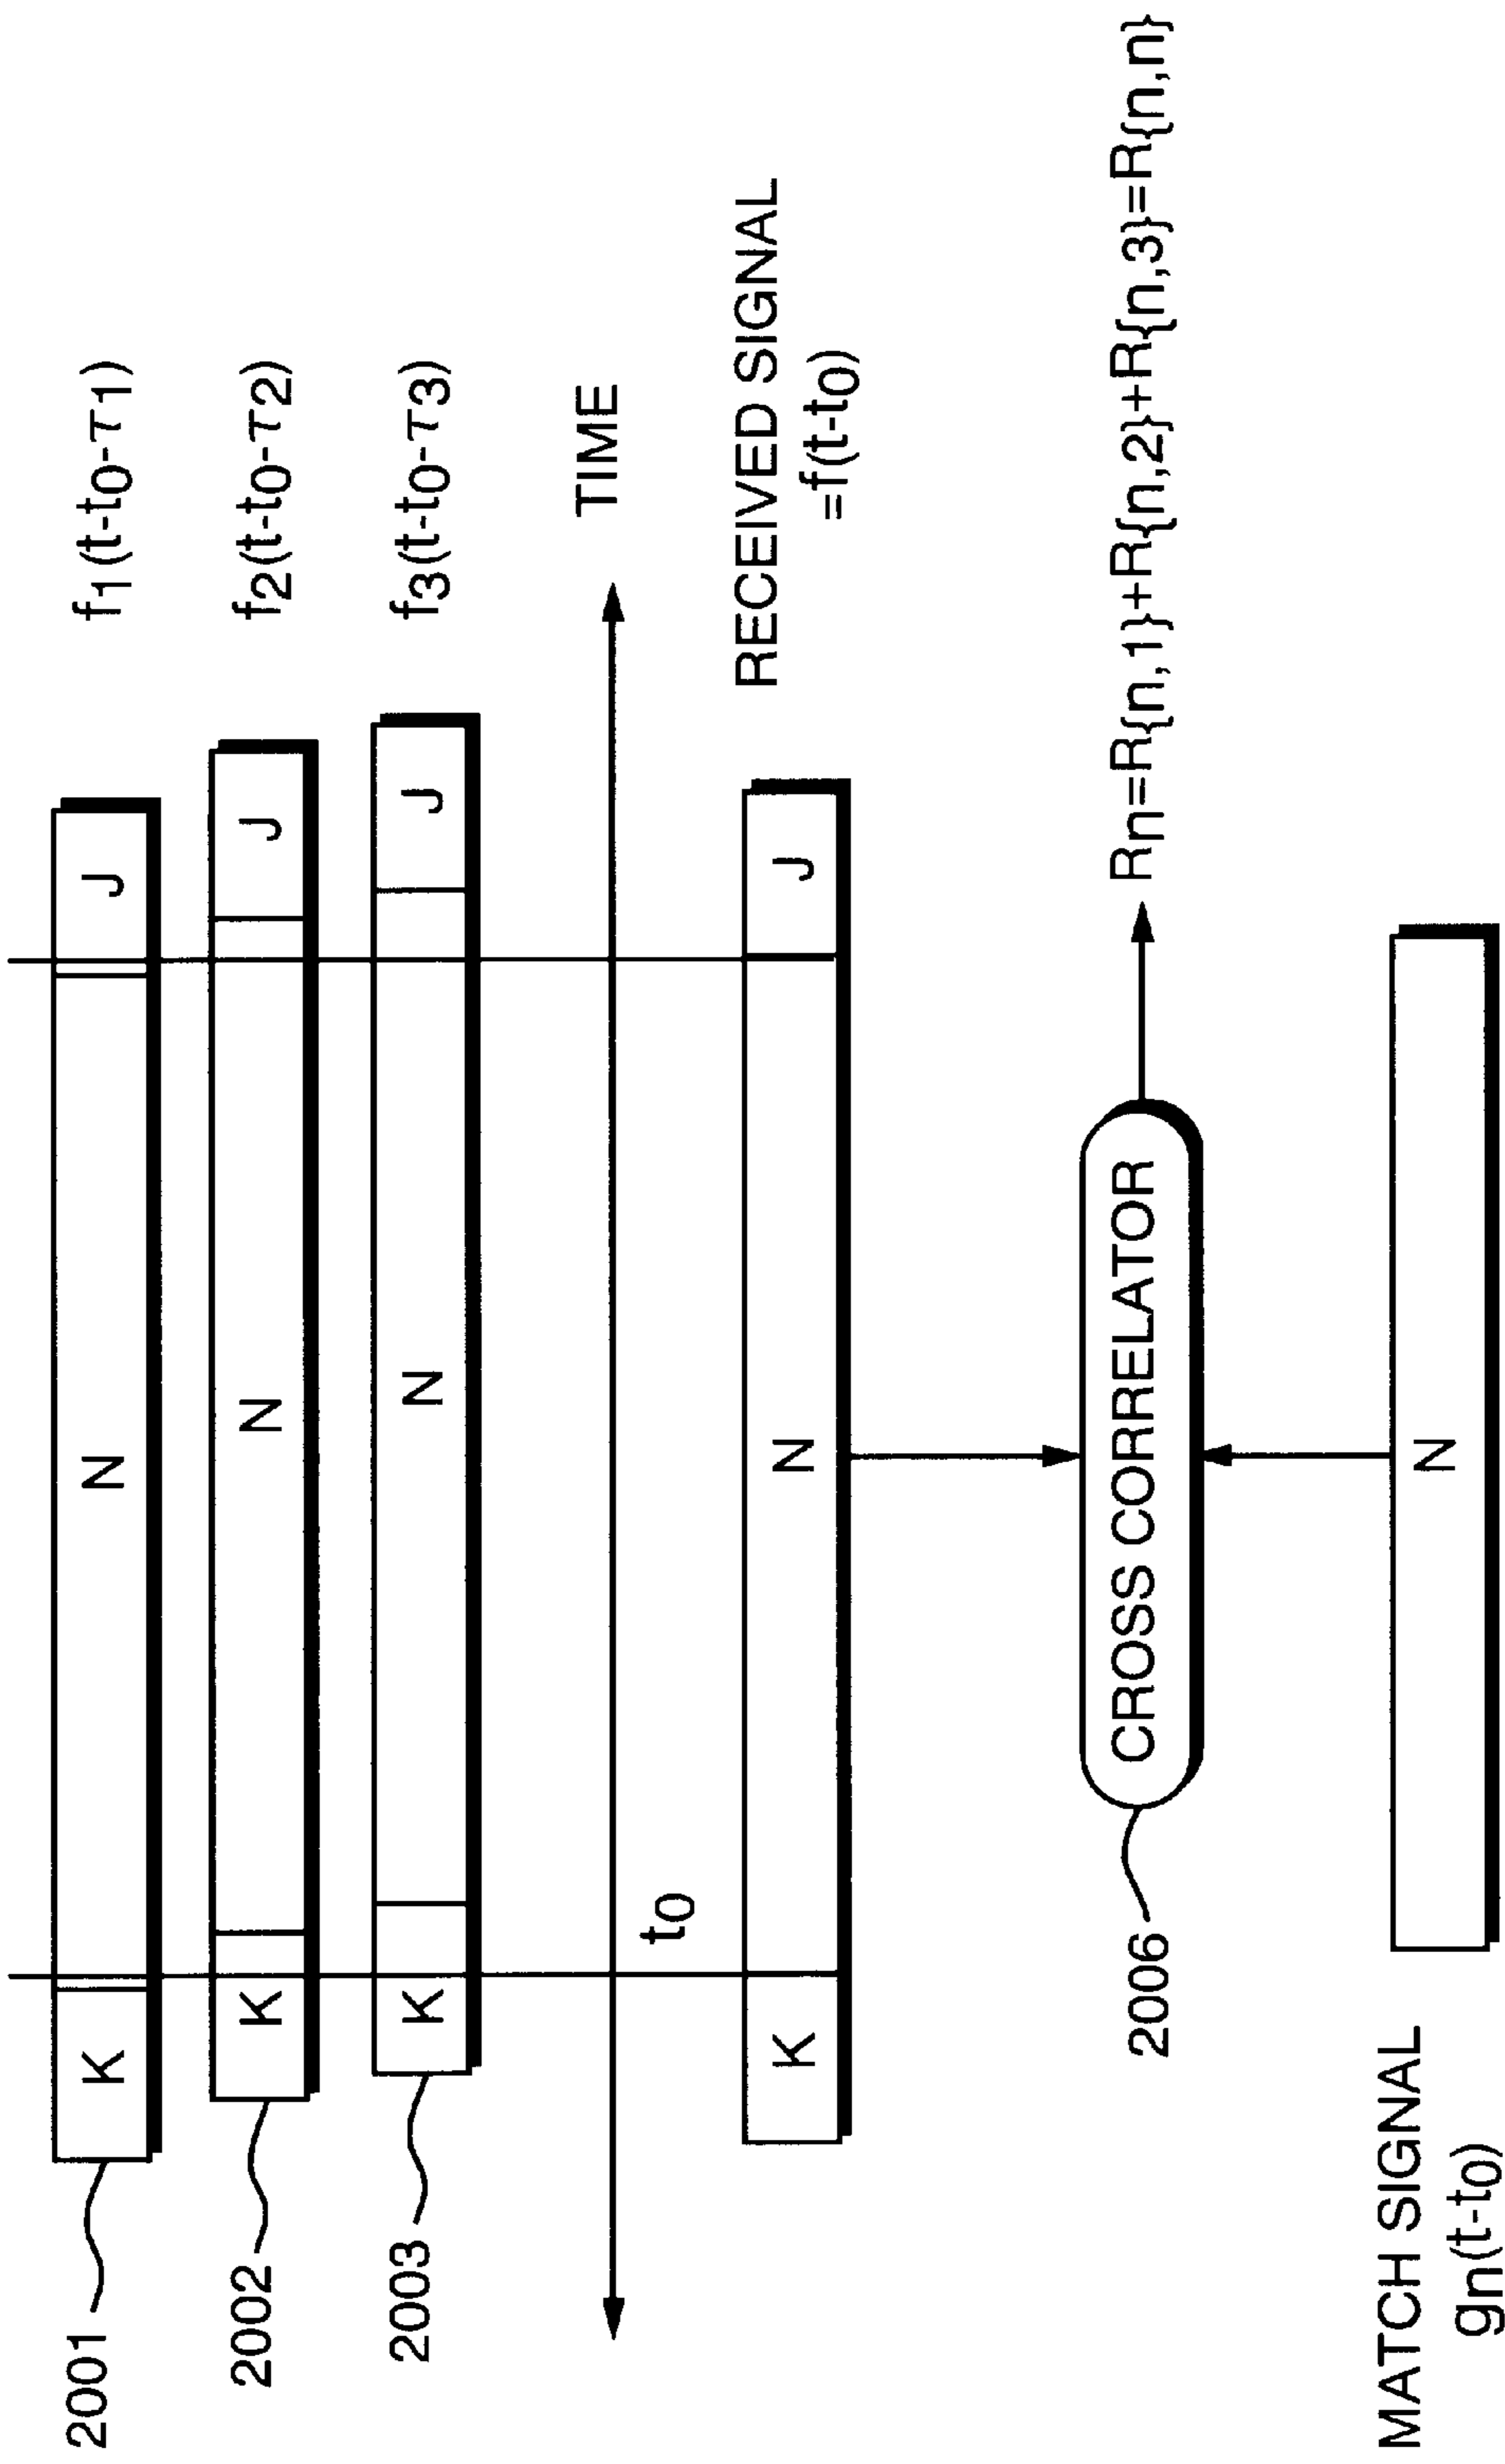 2001
K
N
J
f1(t-t0-τ1)
2002
K
N
J
f2(t-t0-τ2)
2003
K
N
J
f3(t-t0-τ3)
TIME
t0
K
N
J
RECEIVED SIGNAL
=f(t-t0)
2006
CROSS CORRELATOR
Rn=R{n,1}+R{n,2}+R{n,3}=R{n,n}
MATCH SIGNAL
gn(t-t0)
N